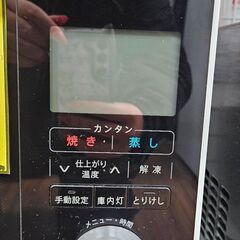 カンタン
焼き 蒸し
仕上がり
温度
解凍
手動設定 庫内灯 とりけし
メニュー・時間